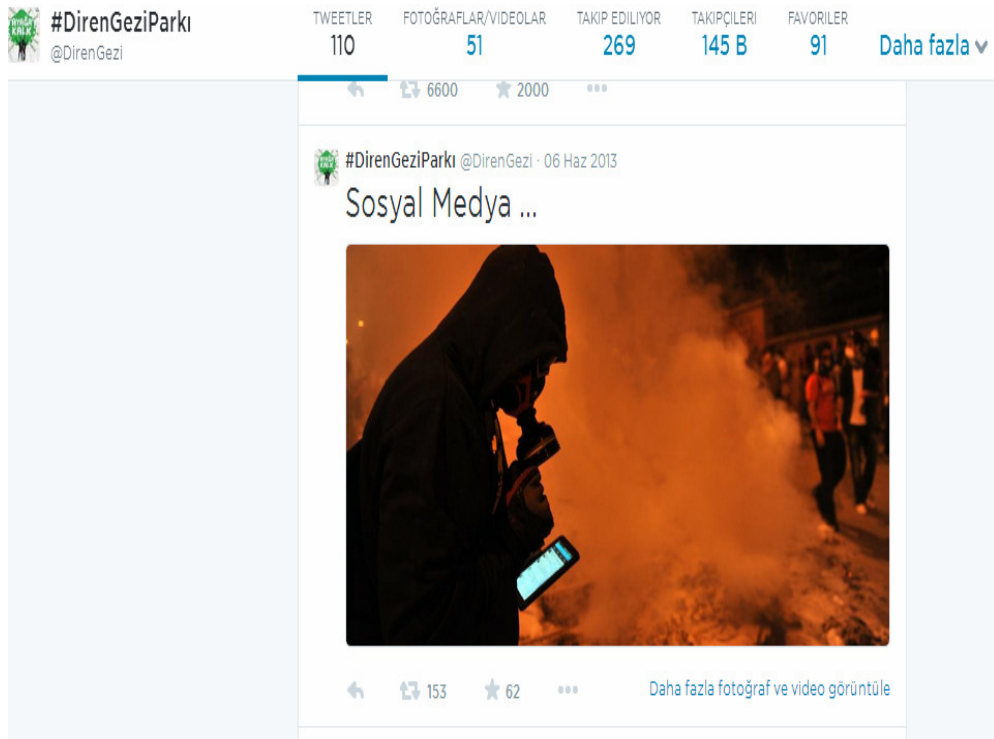 #DirenGeziParkı
@DirenGezi
TWEETLER FOTOĞRAFLAR/VIDEOLAR TAKIP EDILIYOR TAKIPÇILERI FAVORILER
110 51 269 145 B 91 Daha fazla
6600 2000
#DirenGeziParkı @DirenGezi · 06 Haz 2013
Sosyal Medya ...
153 62 Daha fazla fotoğraf ve video görüntüle